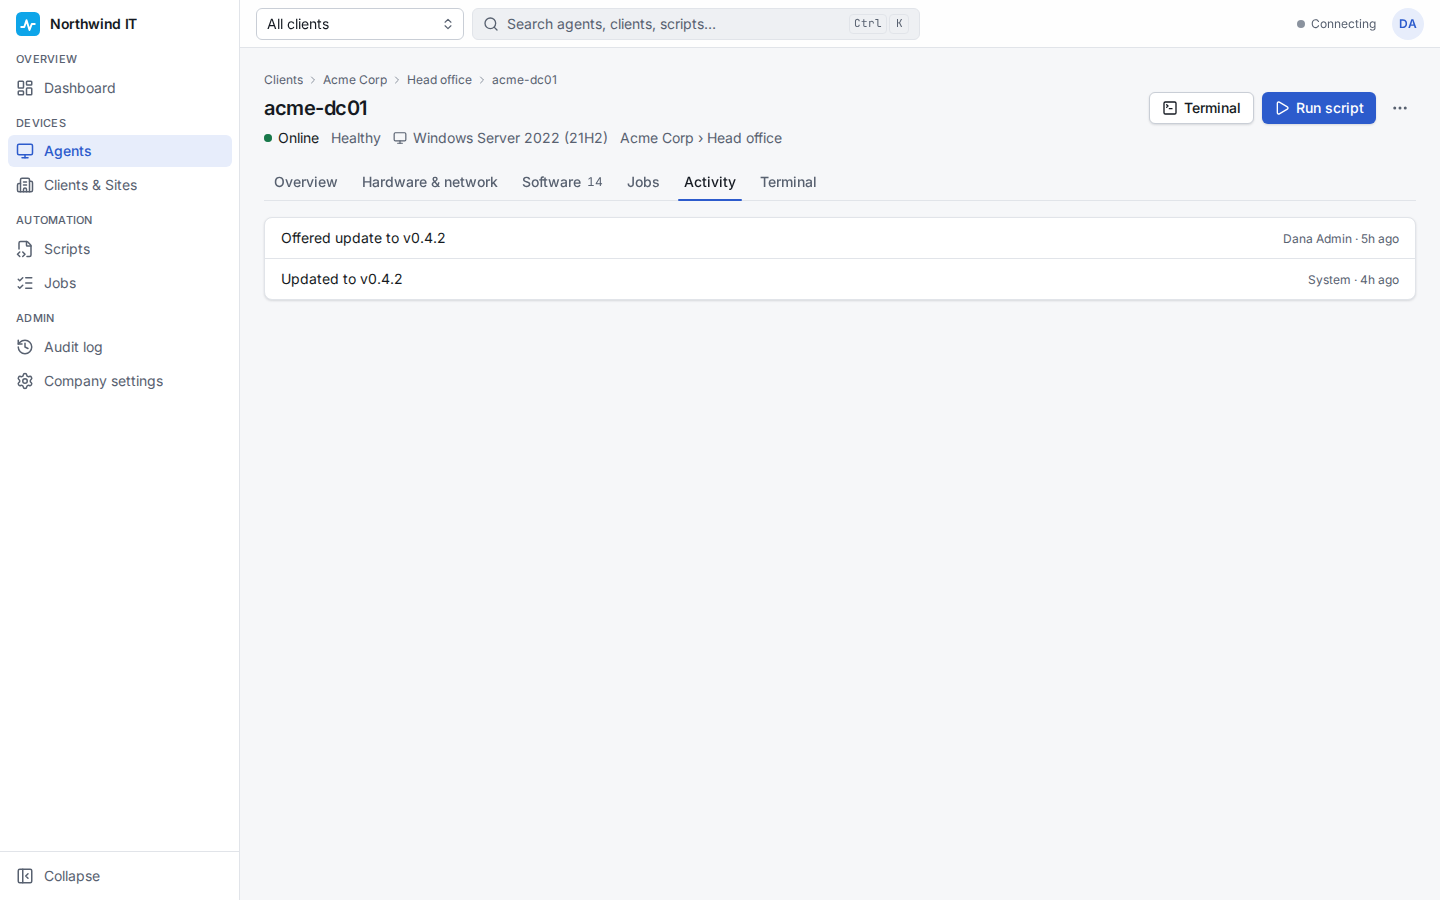 Northwind IT
OVERVIEW
Dashboard
DEVICES
Agents
Clients & Sites
AUTOMATION
Scripts
Jobs
ADMIN
Audit log
Company settings
Collapse
All clients
Search agents, clients, scripts...
Ctrl K
Connecting
DA
Clients > Acme Corp > Head office > acme-dc01
acme-dc01
Terminal
Run script
Online Healthy Windows Server 2022 (21H2) Acme Corp › Head office
Overview Hardware & network Software 14 Jobs Activity Terminal
Offered update to v0.4.2 Dana Admin · 5h ago
Updated to v0.4.2 System · 4h ago